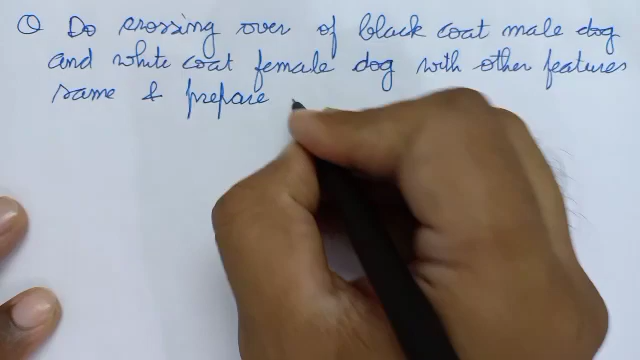 Q Do crossing over of black coat male dog
and white coat female dog with other features
same & prepare